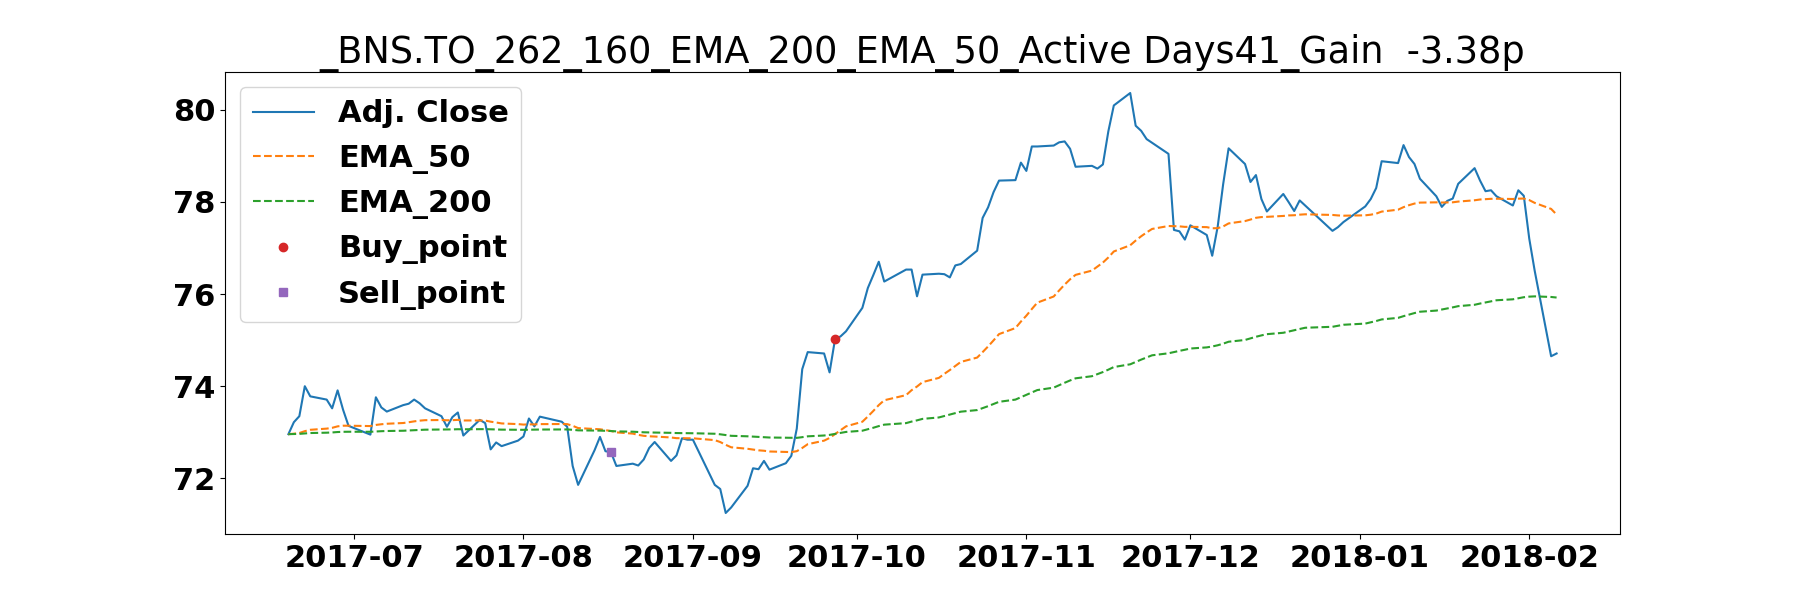 _BNS.TO_262_160_EMA_200_EMA_50_Active Days41_Gain  -3.38p
Adj. Close
EMA_50
EMA_200
Buy_point
Sell_point
80
78
76
74
72
2017-07 2017-08 2017-09 2017-10 2017-11 2017-12 2018-01 2018-02